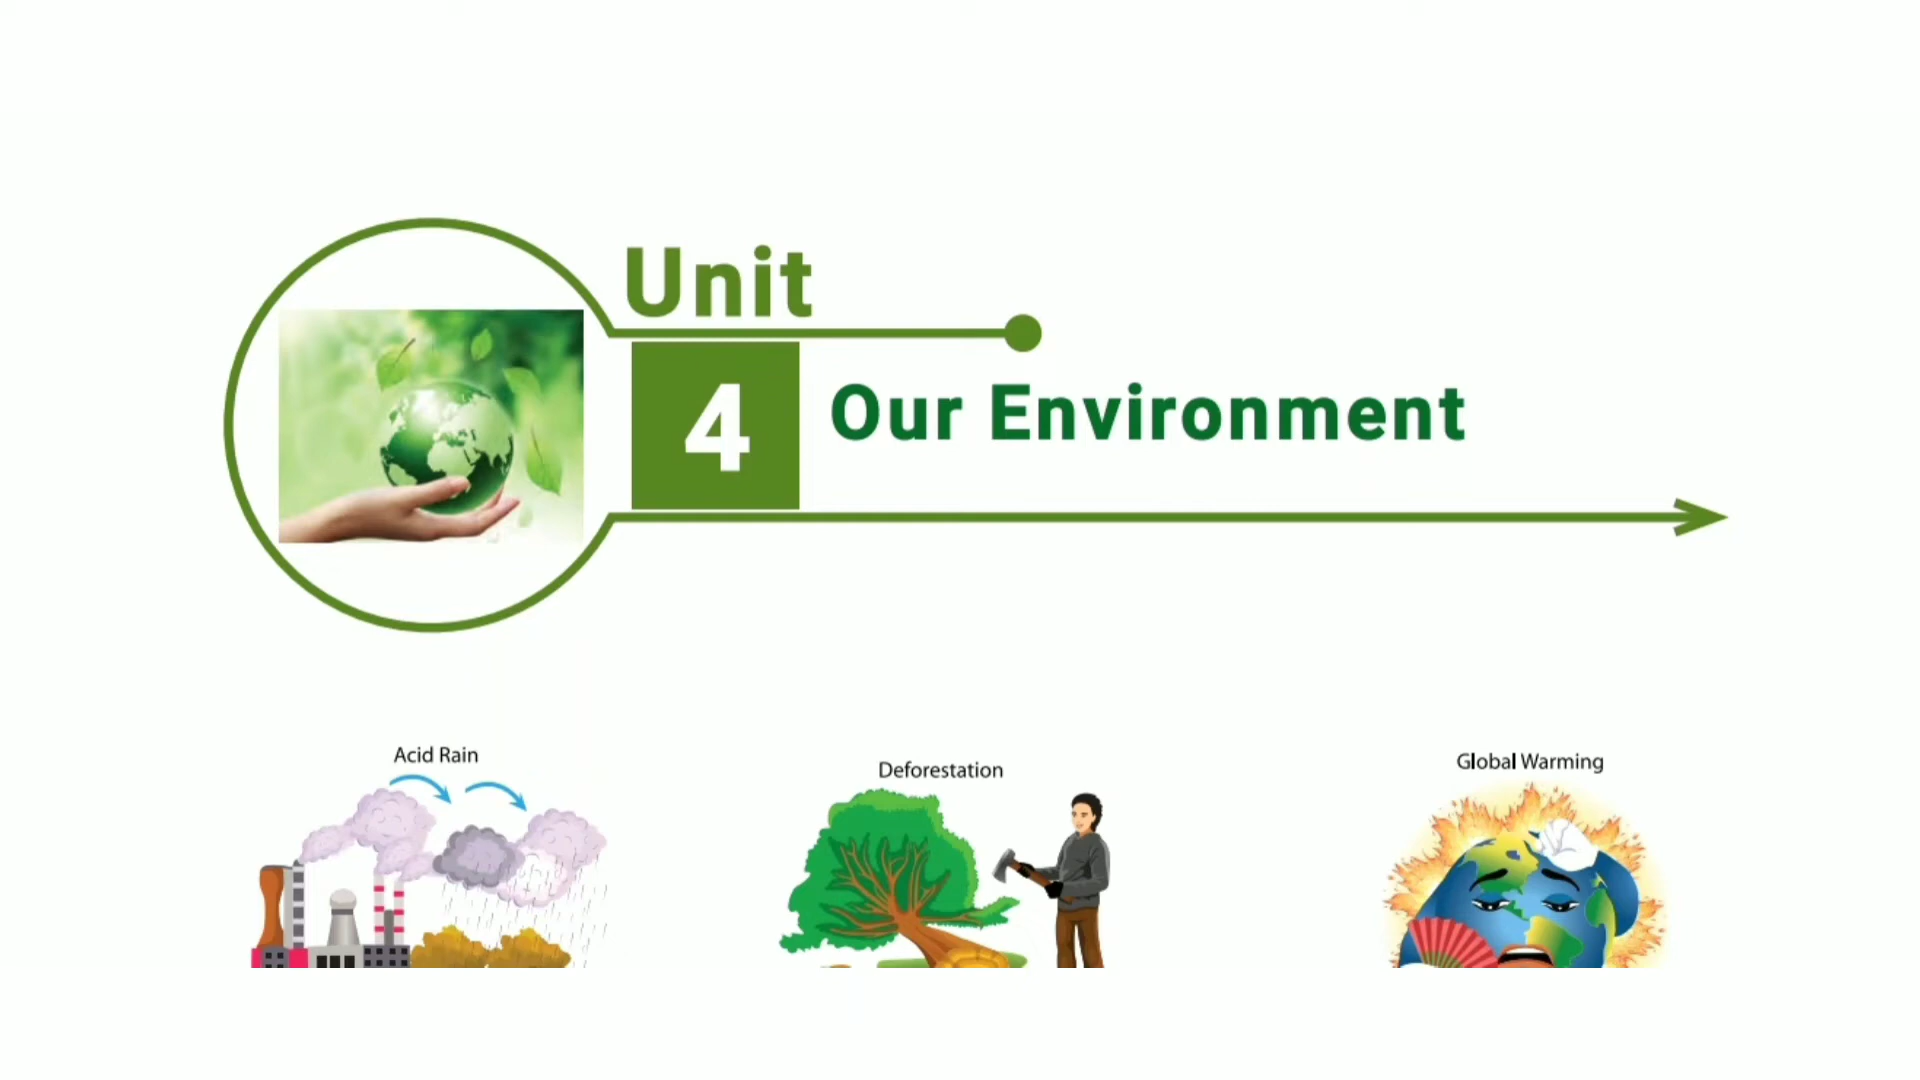 Unit
4
Our Environment
Acid Rain
Deforestation
Global Warming